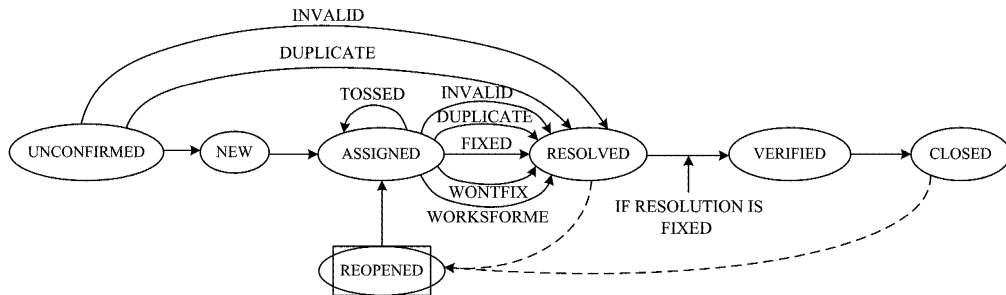 INVALID
DUPLICATE
TOSSED
INVALID
DUPLICATE
FIXED
UNCONFIRMED
NEW
ASSIGNED
RESOLVED
VERIFIED
CLOSED
WONTFIX
WORKSFORME
IF RESOLUTION IS
FIXED
REOPENED